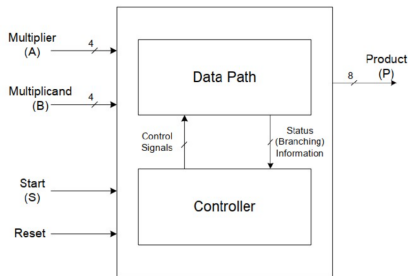 Multiplier
(A)
4
Multiplicand
(B)
4
Start
(S)
Reset
Data Path
Control
Signals
Status
(Branching)
Information
Controller
8
Product
(P)